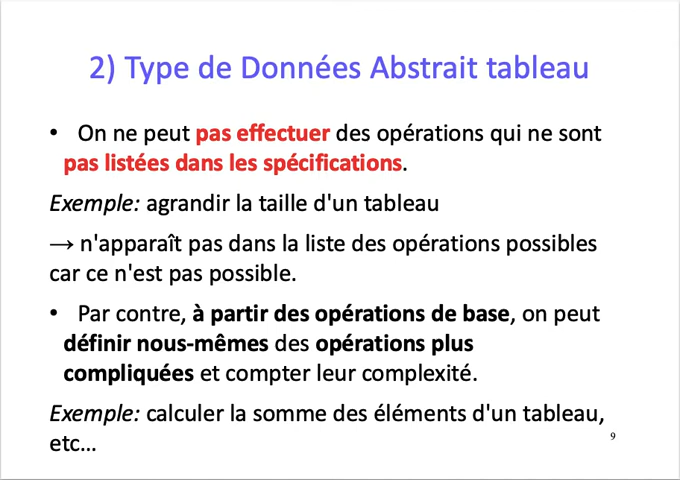 2) Type de Données Abstrait tableau
• On ne peut pas effectuer des opérations qui ne sont
pas listées dans les spécifications.
Exemple: agrandir la taille d'un tableau
→ n'apparaît pas dans la liste des opérations possibles
car ce n'est pas possible.
• Par contre, à partir des opérations de base, on peut
définir nous-mêmes des opérations plus
compliquées et compter leur complexité.
Exemple: calculer la somme des éléments d'un tableau,
etc...
9